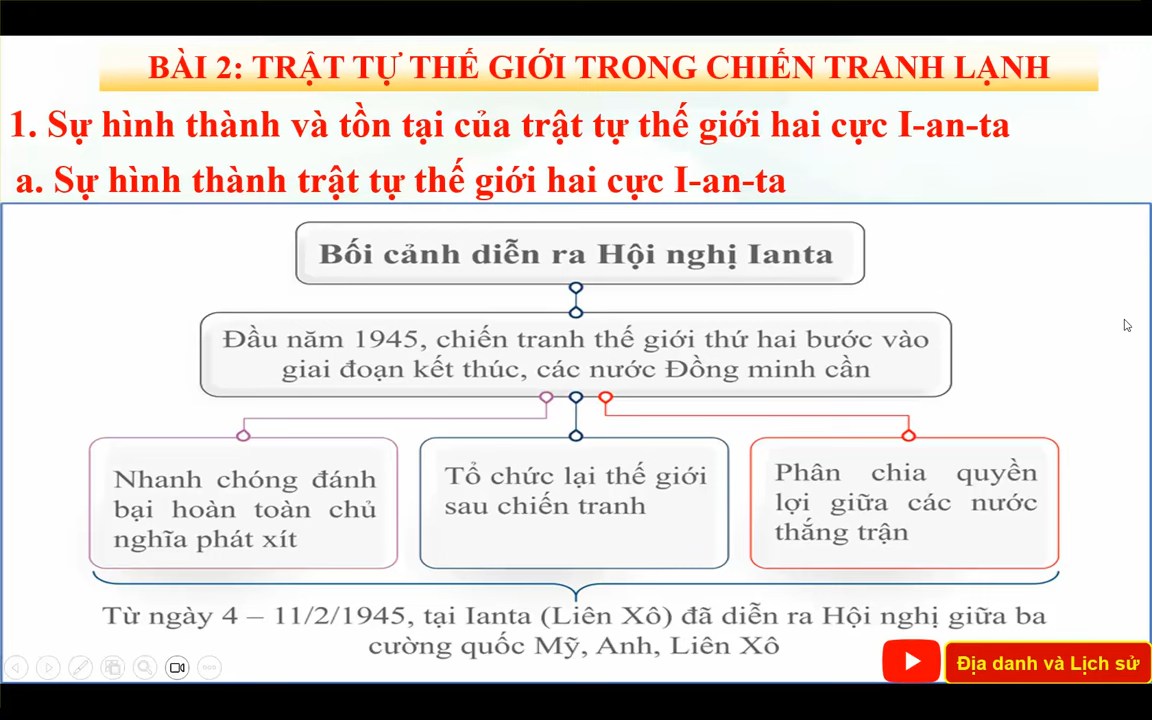 BÀI 2: TRẬT TỰ THẾ GIỚI TRONG CHIẾN TRANH LẠNH
1. Sự hình thành và tồn tại của trật tự thế giới hai cực I-an-ta
a. Sự hình thành trật tự thế giới hai cực I-an-ta
Bối cảnh diễn ra Hội nghị Ianta
Đầu năm 1945, chiến tranh thế giới thứ hai bước vào
giai đoạn kết thúc, các nước Đồng minh cần
Nhanh chóng đánh
bại hoàn toàn chủ
nghĩa phát xít
Tổ chức lại thế giới
sau chiến tranh
Phân chia quyền
lợi giữa các nước
thắng trận
Từ ngày 4 – 11/2/1945, tại Ianta (Liên Xô) đã diễn ra Hội nghị giữa ba
cường quốc Mỹ, Anh, Liên Xô
Địa danh và Lịch sử